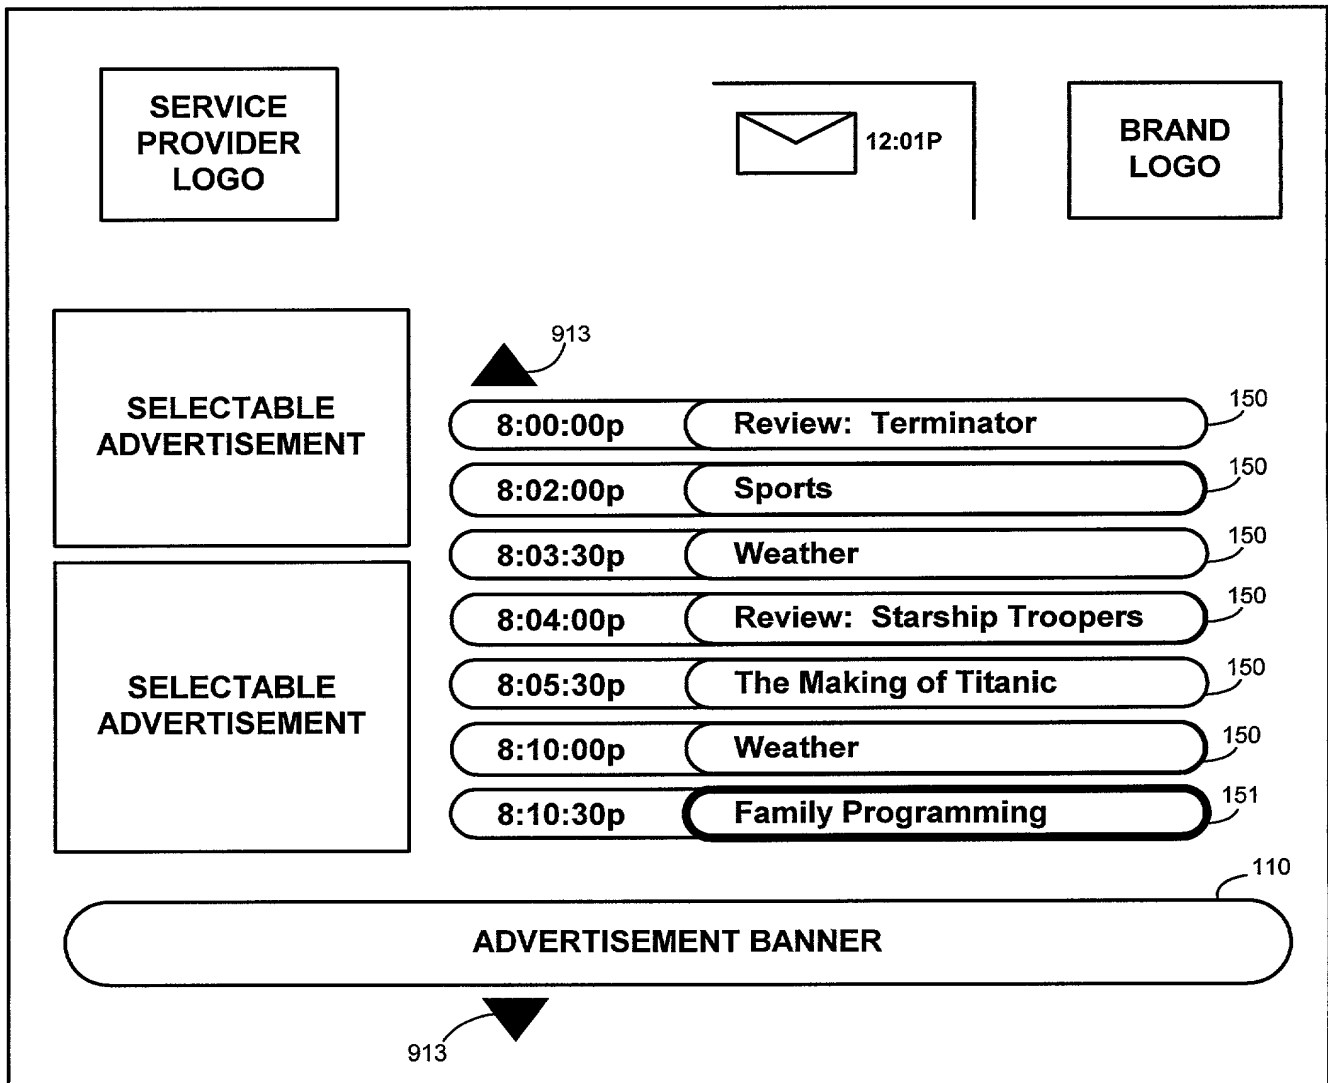 SERVICE
PROVIDER
LOGO
12:01P
BRAND
LOGO
SELECTABLE
ADVERTISEMENT
SELECTABLE
ADVERTISEMENT
913
8:00:00p Review: Terminator 150
8:02:00p Sports 150
8:03:30p Weather 150
8:04:00p Review: Starship Troopers 150
8:05:30p The Making of Titanic 150
8:10:00p Weather 150
8:10:30p Family Programming 151
110
ADVERTISEMENT BANNER
913